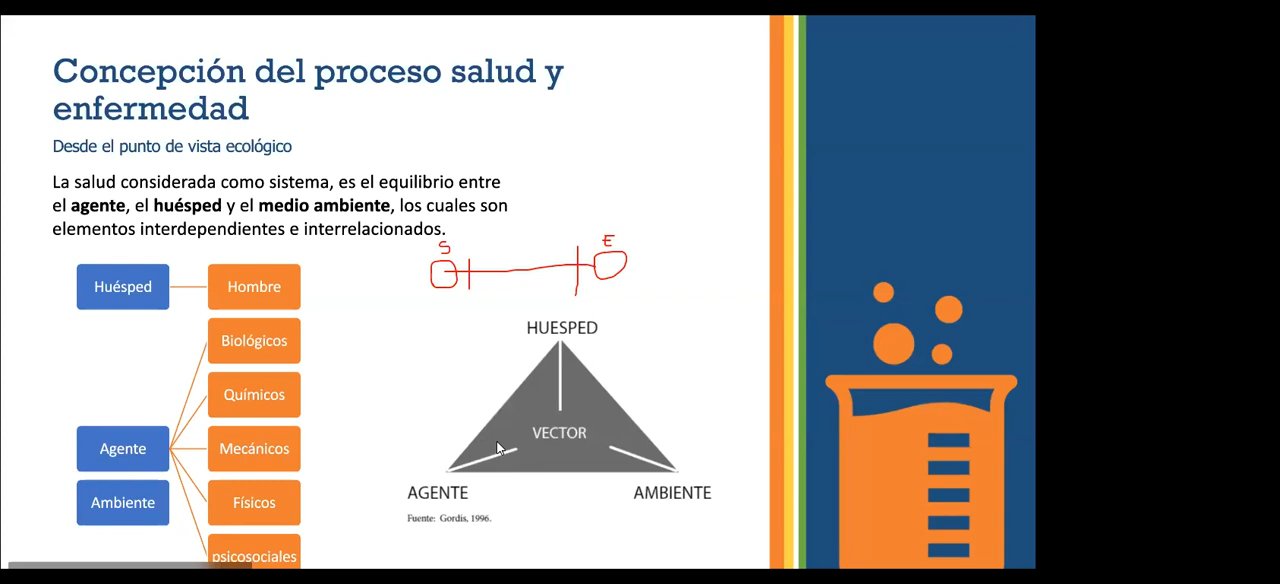 Concepción del proceso salud y
enfermedad
Desde el punto de vista ecológico
La salud considerada como sistema, es el equilibrio entre
el agente, el huésped y el medio ambiente, los cuales son
elementos interdependientes e interrelacionados.
S
E
Huésped
Hombre
Biológicos
Químicos
Agente
Mecánicos
Ambiente
Físicos
psicosociales
HUESPED
VECTOR
AGENTE
AMBIENTE
Fuente: Gordis, 1996.